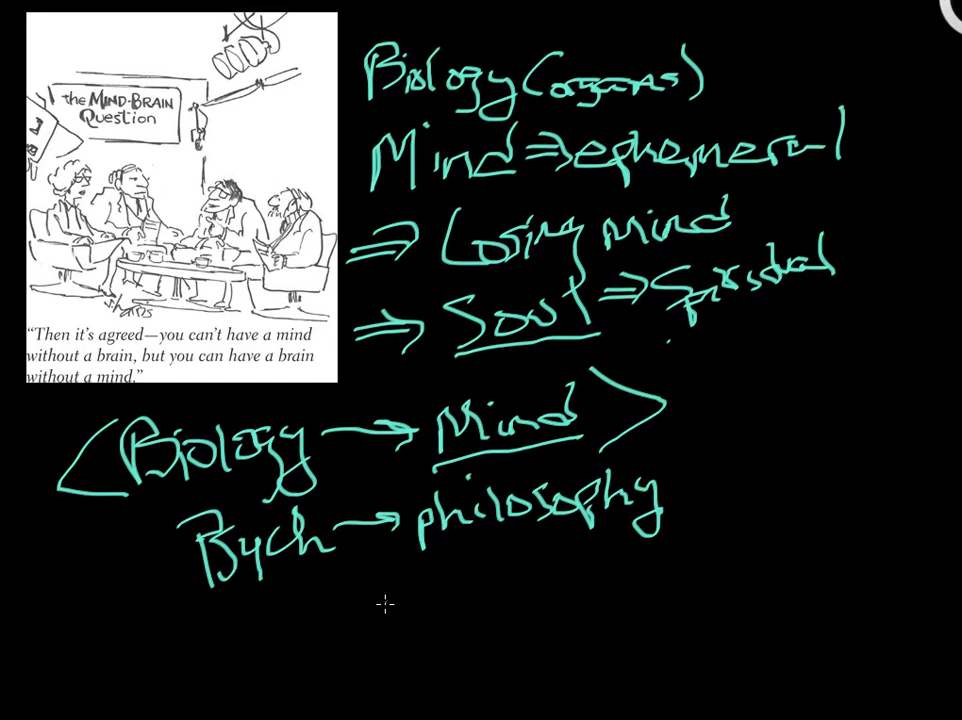 the MIND-BRAIN
Question
"Then it's agreed—you can't have a mind
without a brain, but you can have a brain
without a mind."
Biology (organs)
Mind ⇒ ephemeral
⇒ Losing mind
⇒ Soul ⇒
Biology → Mind
Psych → philosophy